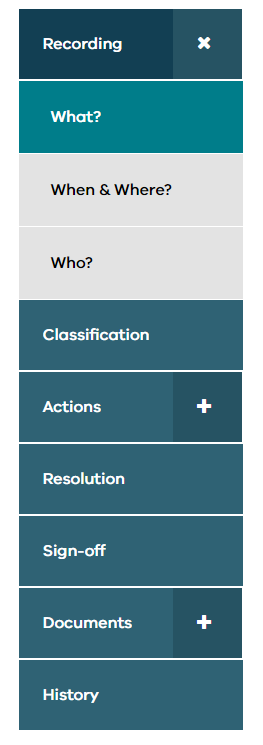 Recording
What?
When & Where?
Who?
Classification
Actions
Resolution
Sign-off
Documents
History